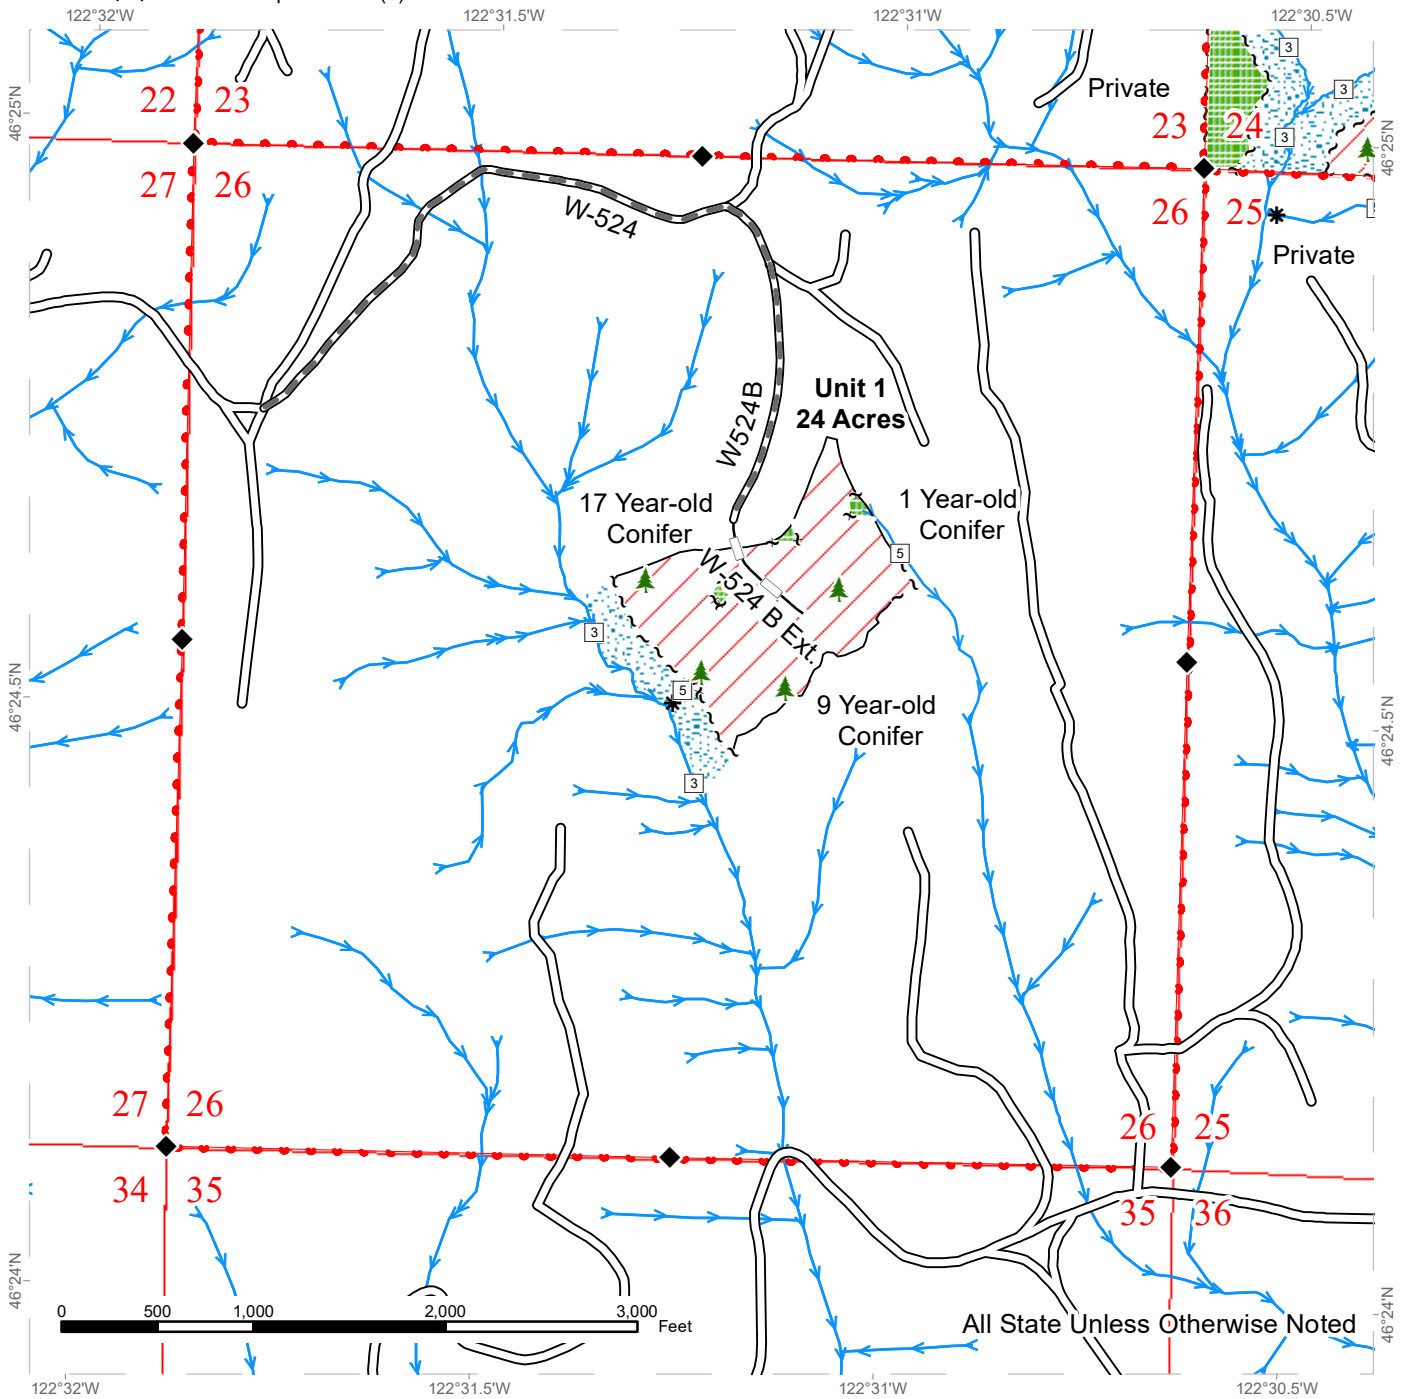 122°32'W
122°31.5'W
122°31'W
122°30.5'W
46°25'N
46°25'N
22 23
Private
23 24
3
3
3
27 26
26 25
W-524
Private
W524B
Unit 1
24 Acres
17 Year-old
Conifer
1 Year-old
Conifer
5
W-524 B Ext.
3
5
9 Year-old
Conifer
3
46°24.5'N
46°24.5'N
27 26
26 25
34 35
35 36
46°24'N
46°24'N
0 500 1,000 2,000 3,000
Feet
All State Unless Otherwise Noted
122°32'W
122°31.5'W
122°31'W
122°30.5'W